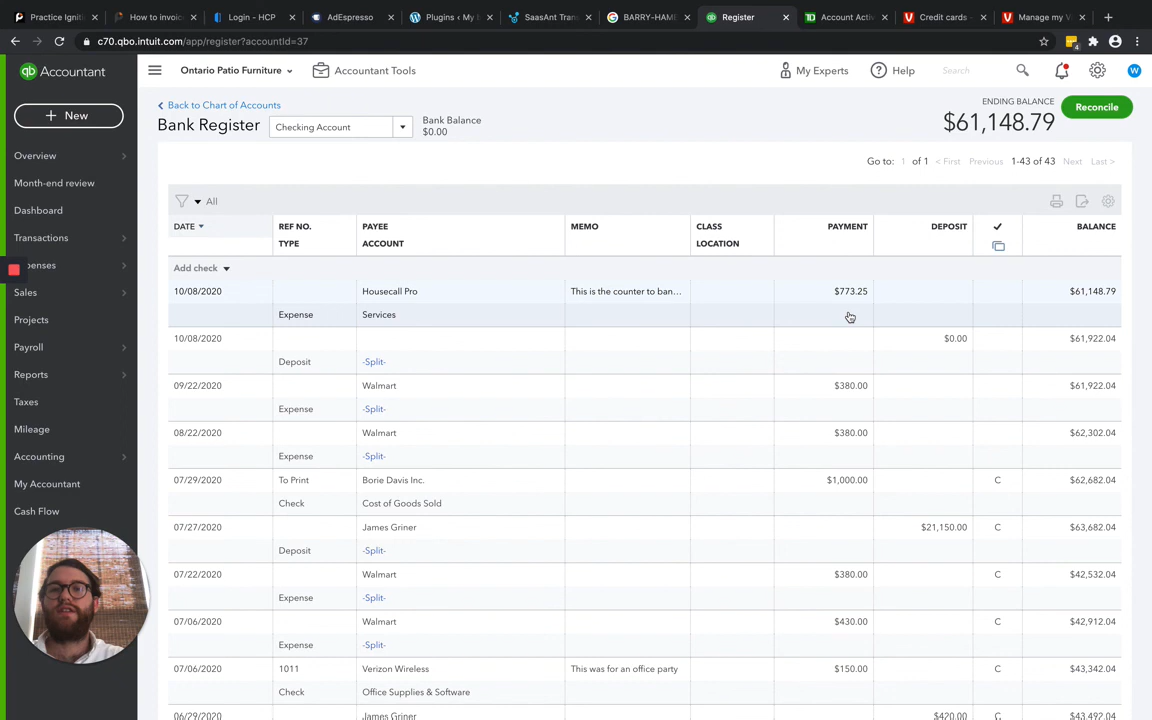 Practice Igniti
How to invoice
Login - HCP
AdEspresso
Plugins ‹ My
SaasAnt Trans
BARRY-HAMI
Register
Account Activ
Credit cards -
Manage my V
c70.qbo.intuit.com/app/register?accountId=37
qb Accountant
Ontario Patio Furniture
Accountant Tools
My Experts
Help
Search
W
+ New
Overview
Month-end review
Dashboard
Transactions
Sales
Projects
Payroll
Reports
Taxes
Mileage
Accounting
My Accountant
Cash Flow
Back to Chart of Accounts
Bank Register
Checking Account
Bank Balance
$0.00
ENDING BALANCE
$61,148.79
Reconcile
Go to: 1 of 1 < First Previous 1-43 of 43 Next Last >
All
DATE REF NO. PAYEE MEMO CLASS PAYMENT DEPOSIT ✓ BALANCE
TYPE ACCOUNT LOCATION
Add check
10/08/2020 Housecall Pro This is the counter to ban... $773.25 $61,148.79
Expense Services
10/08/2020 $0.00 $61,922.04
Deposit -Split-
09/22/2020 Walmart $380.00 $61,922.04
Expense -Split-
08/22/2020 Walmart $380.00 $62,302.04
Expense -Split-
07/29/2020 To Print Borie Davis Inc. $1,000.00 C $62,682.04
Check Cost of Goods Sold
07/27/2020 James Griner $21,150.00 C $63,682.04
Deposit -Split-
07/22/2020 Walmart $380.00 C $42,532.04
Expense -Split-
07/06/2020 Walmart $430.00 C $42,912.04
Expense -Split-
07/06/2020 1011 Verizon Wireless This was for an office party $150.00 C $43,342.04
Check Office Supplies & Software
06/29/2020 James Griner $420.00 C $43,492.04